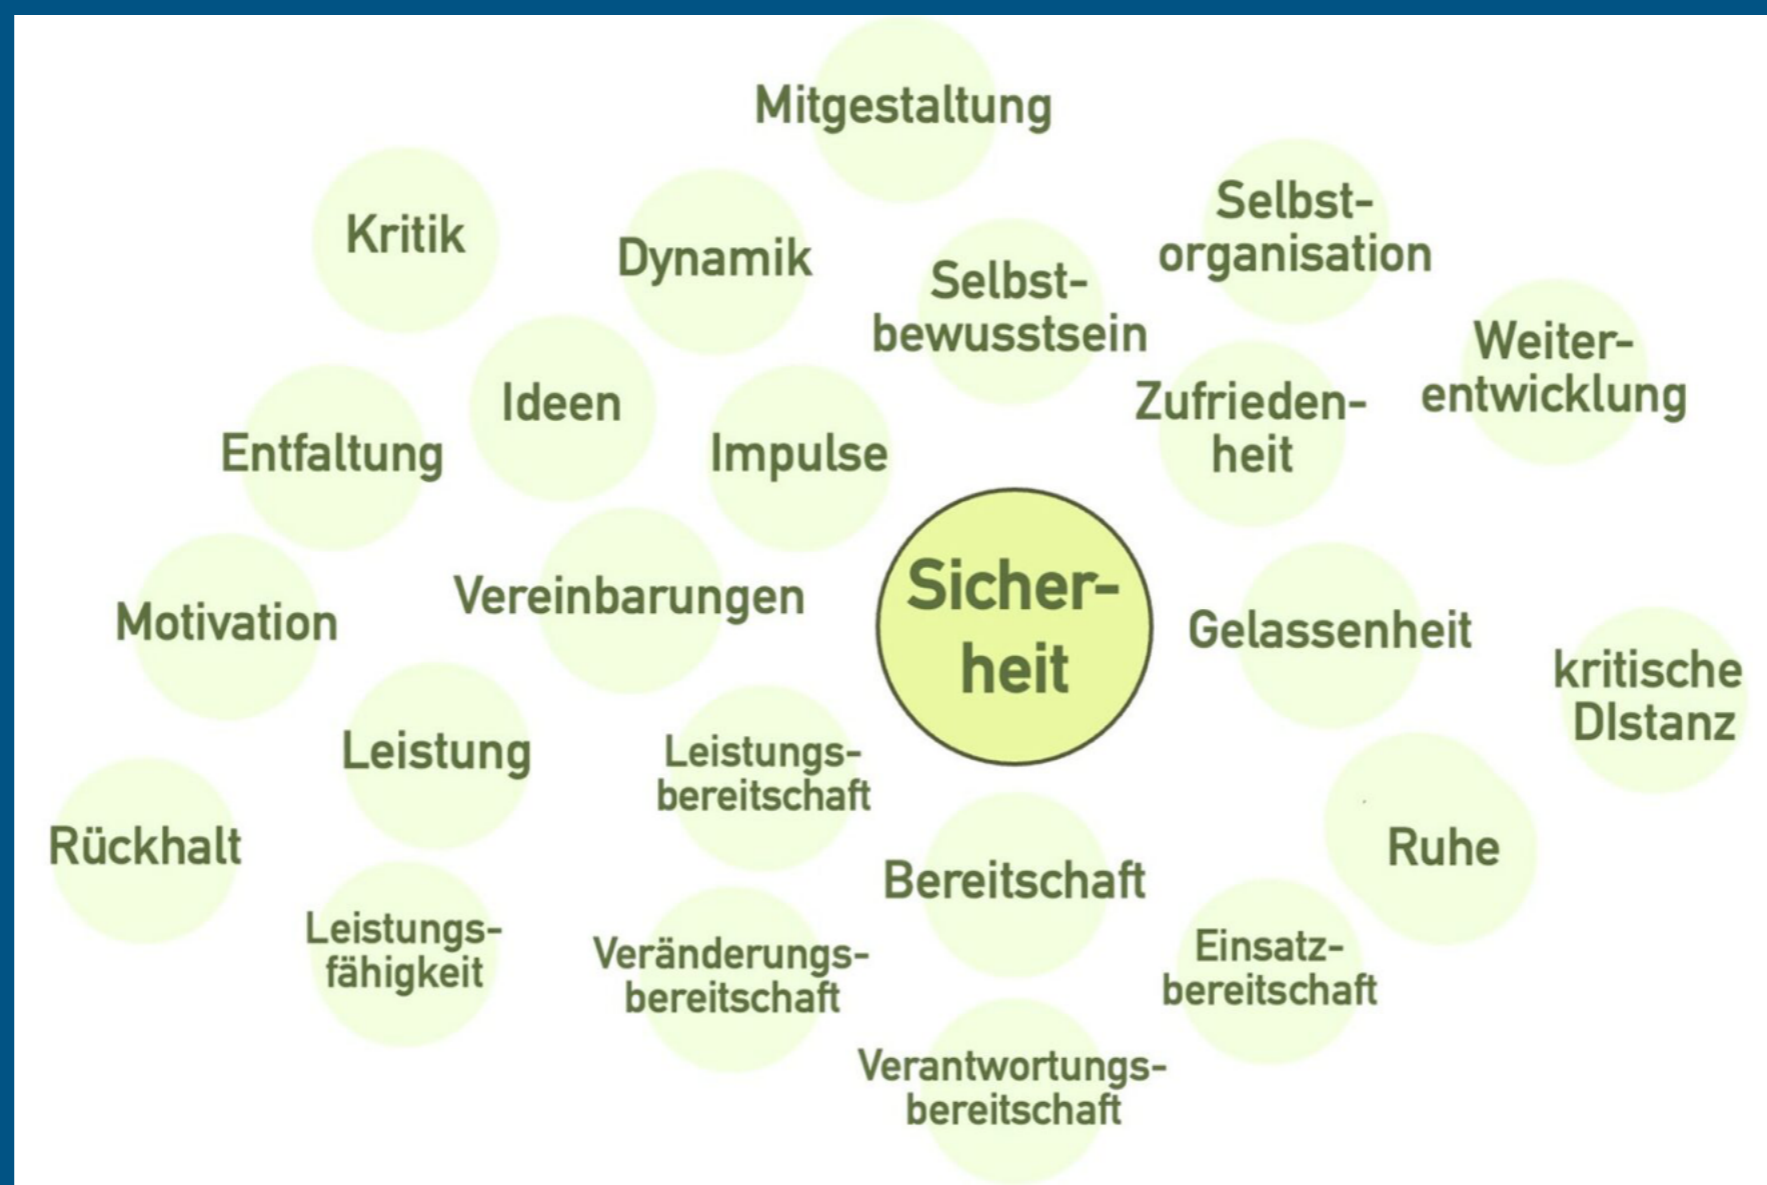 Mitgestaltung
Kritik
Dynamik
Selbst-
organisation
Selbst-
bewusstsein
Weiter-
entwicklung
Ideen
Zufrieden-
heit
Entfaltung
Impulse
Sicher-
heit
Vereinbarungen
Motivation
Gelassenheit
kritische
DIstanz
Leistung
Leistungs-
bereitschaft
Rückhalt
Ruhe
Bereitschaft
Leistungs-
fähigkeit
Veränderungs-
bereitschaft
Einsatz-
bereitschaft
Verantwortungs-
bereitschaft